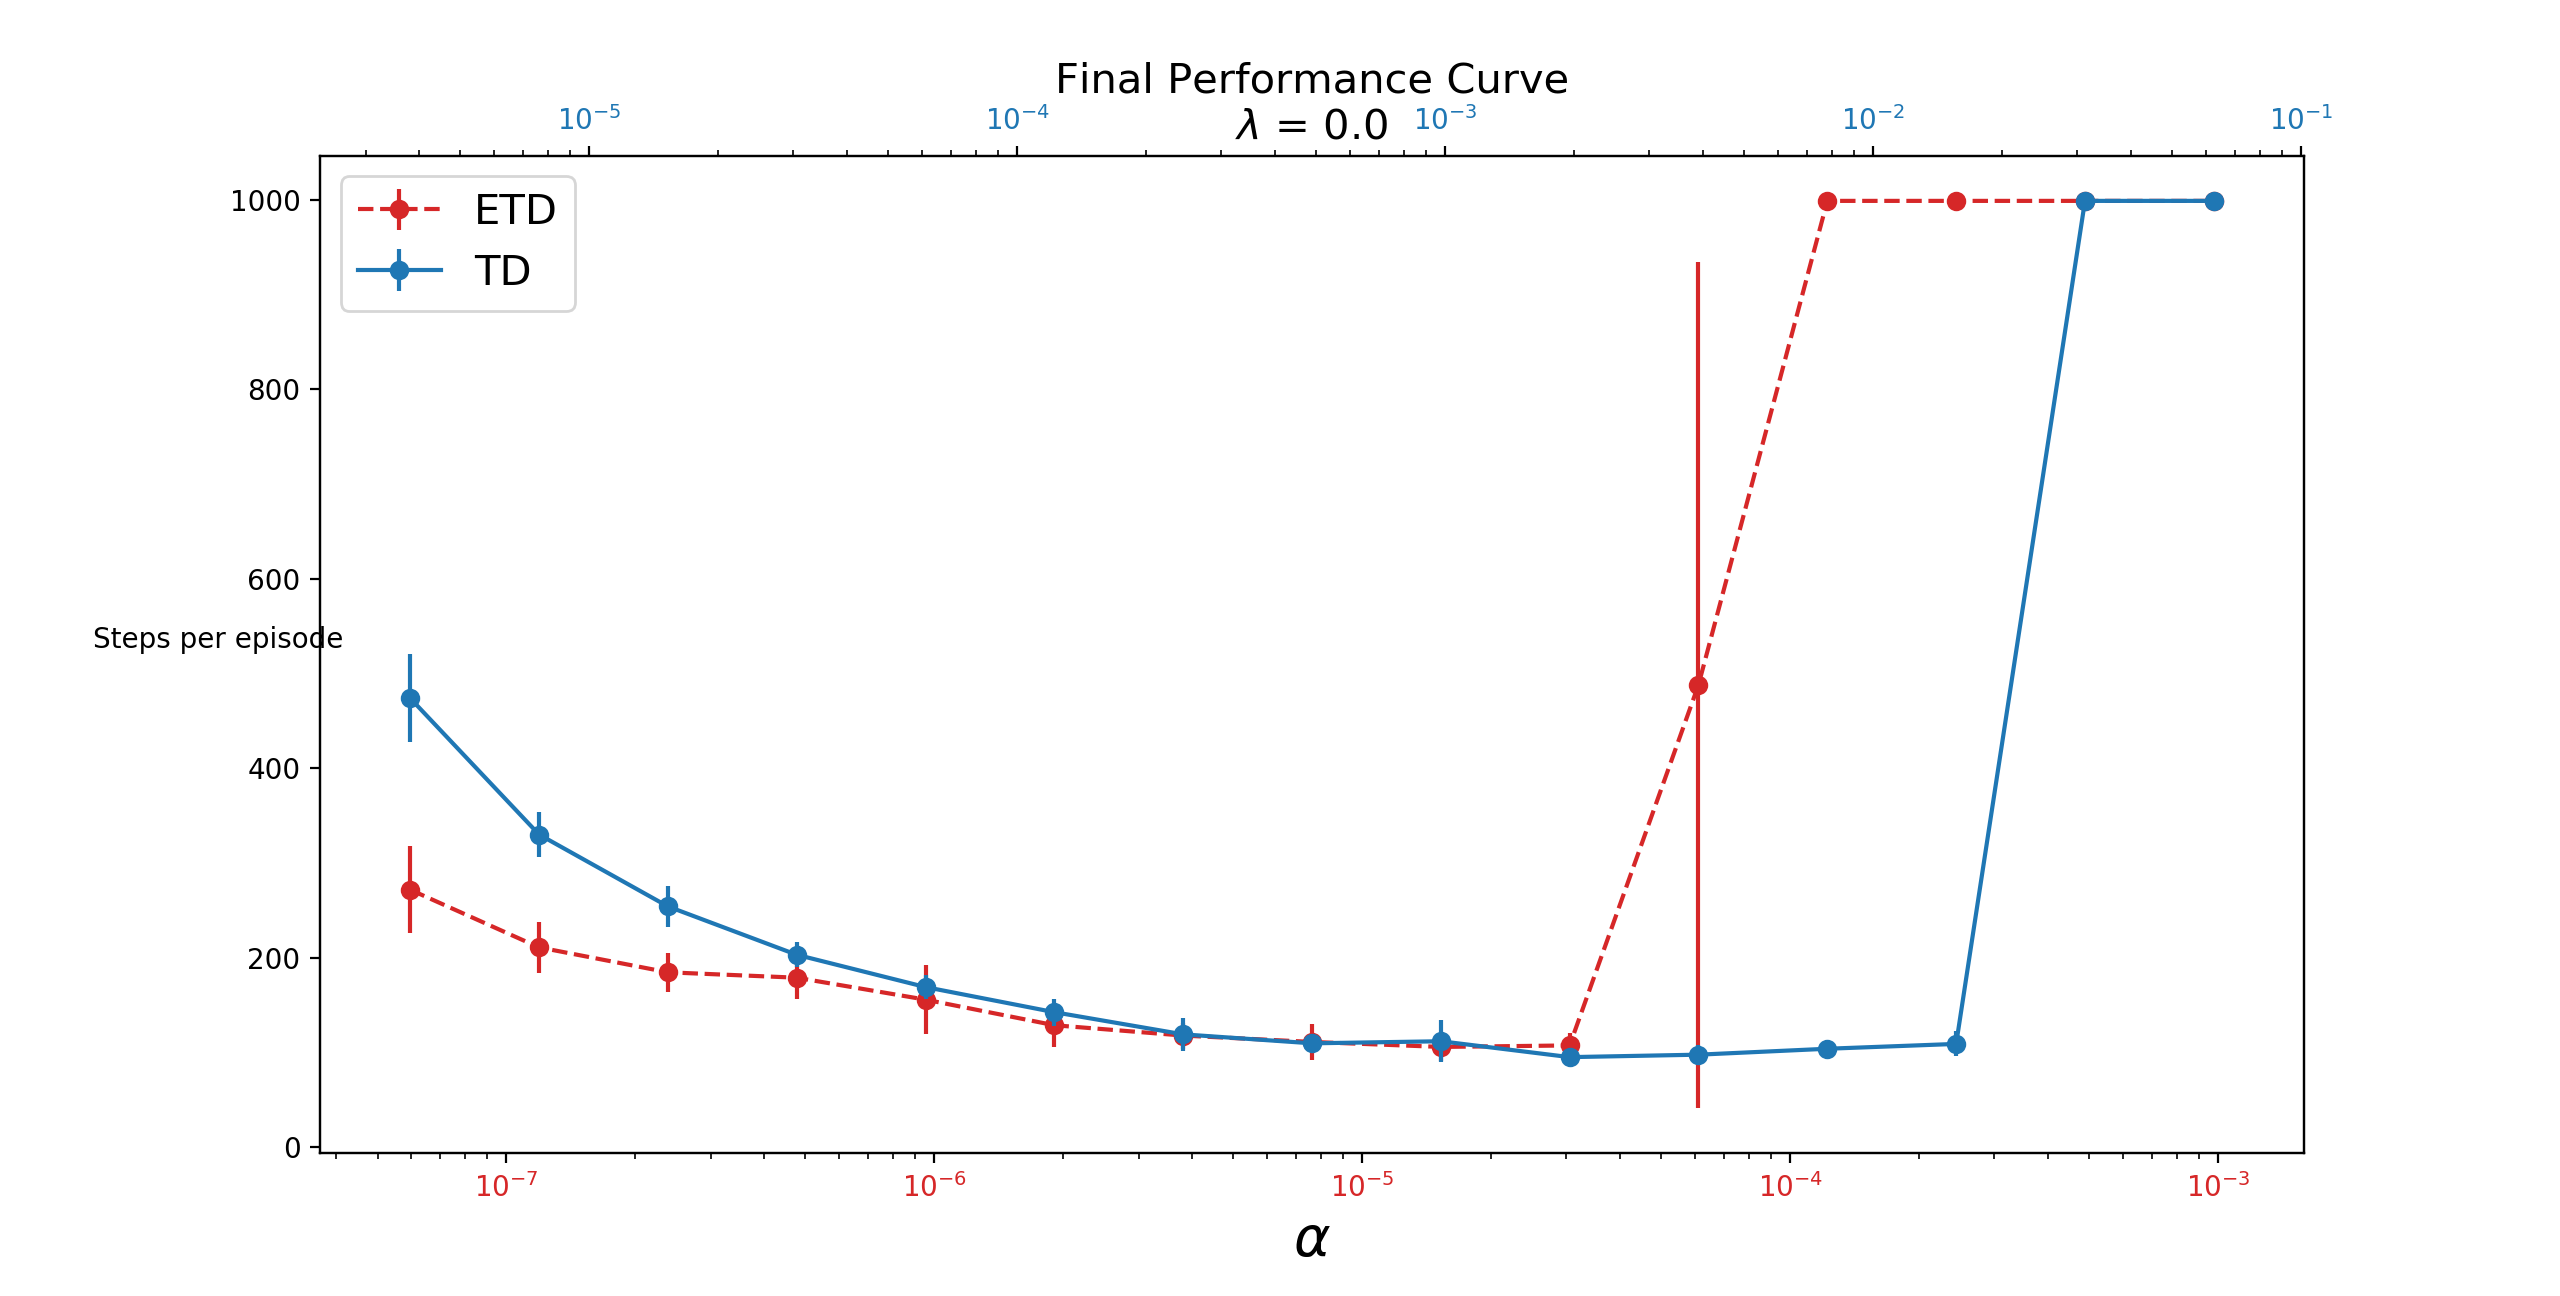 Final Performance Curve
λ = 0.0
10⁻⁵ 10⁻⁴ 10⁻³ 10⁻² 10⁻¹
ETD
TD
1000
800
600
Steps per episode
400
200
0
10⁻⁷ 10⁻⁶ 10⁻⁵ 10⁻⁴ 10⁻³
α